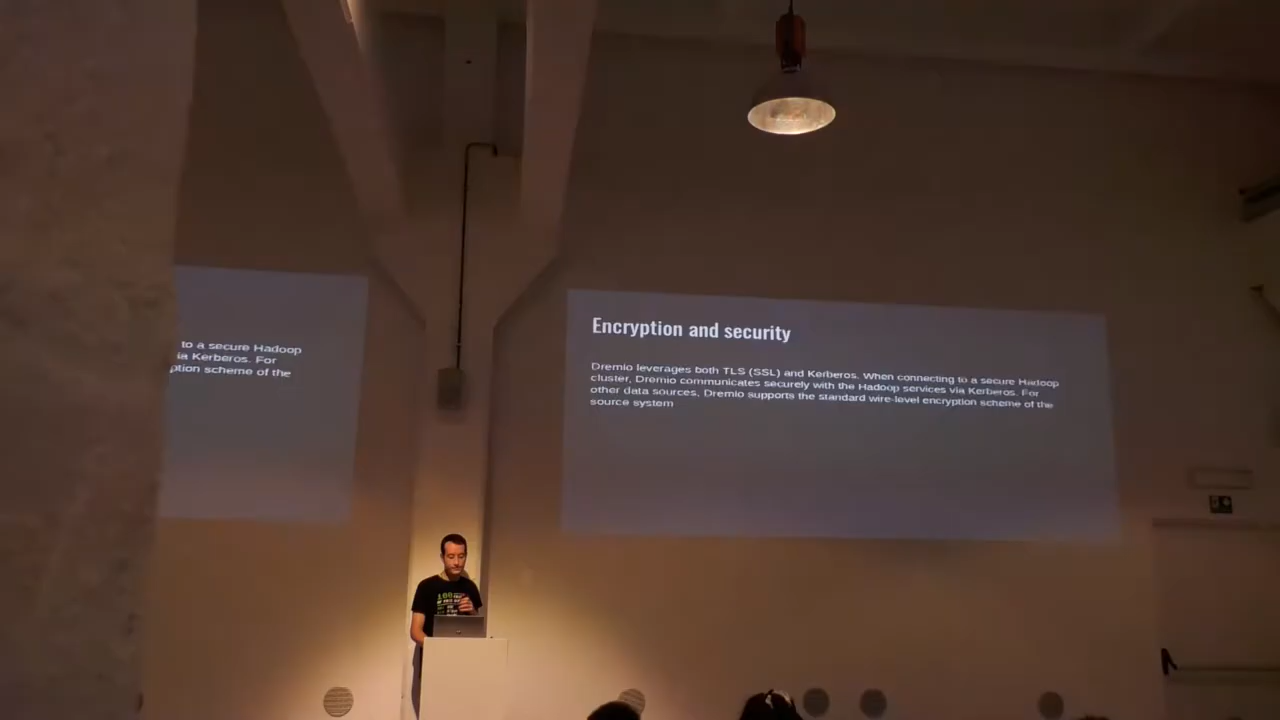 to a secure Hadoop
ia Kerberos. For
ption scheme of the
Encryption and security
Dremio leverages both TLS (SSL) and Kerberos. When connecting to a secure Hadoop
cluster, Dremio communicates securely with the Hadoop services via Kerberos. For
other data sources, Dremio supports the standard wire-level encryption scheme of the
source system